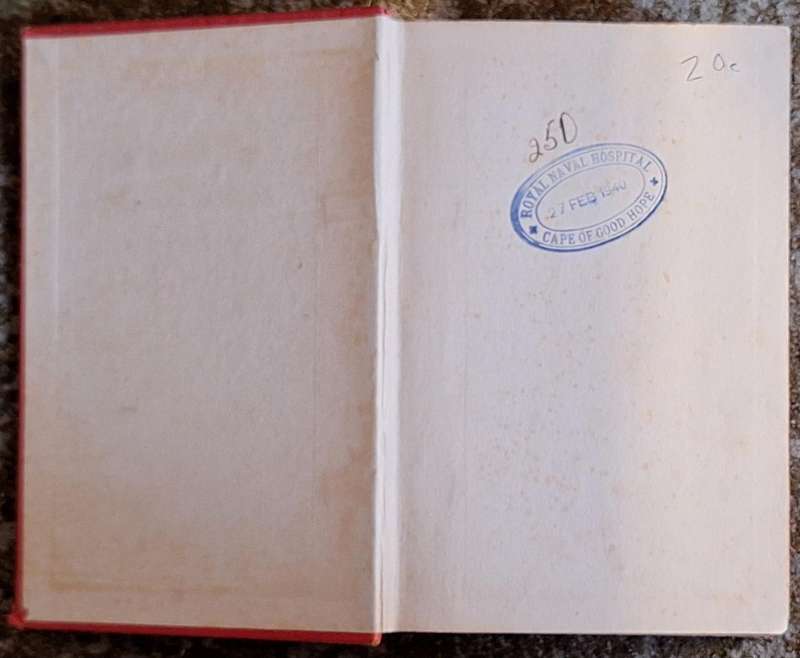 20c
250
ROYAL NAVAL HOSPITAL
27 FEB 1940
CAPE OF GOOD HOPE